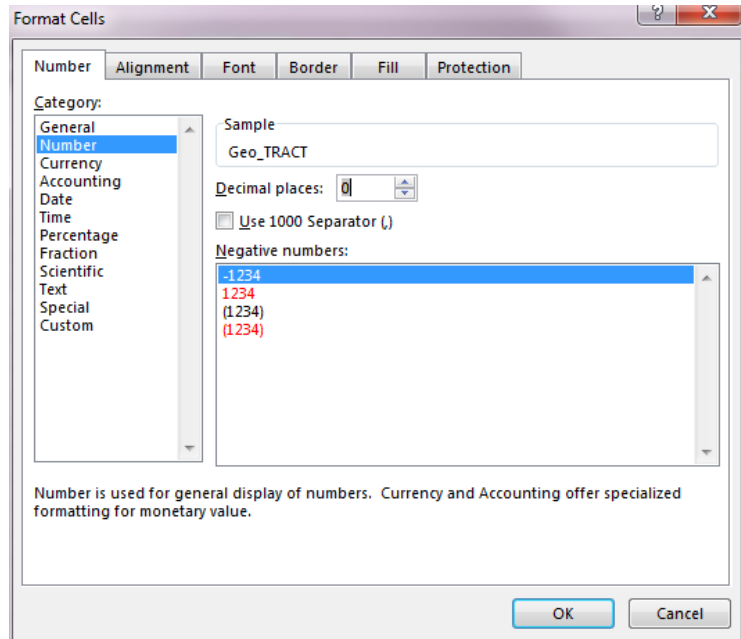 Format Cells
? X
Number Alignment Font Border Fill Protection
Category:
General
Number
Currency
Accounting
Date
Time
Percentage
Fraction
Scientific
Text
Special
Custom
Sample
Geo_TRACT
Decimal places: 0
Use 1000 Separator (,)
Negative numbers:
-1234
1234
(1234)
(1234)
Number is used for general display of numbers. Currency and Accounting offer specialized
formatting for monetary value.
OK Cancel